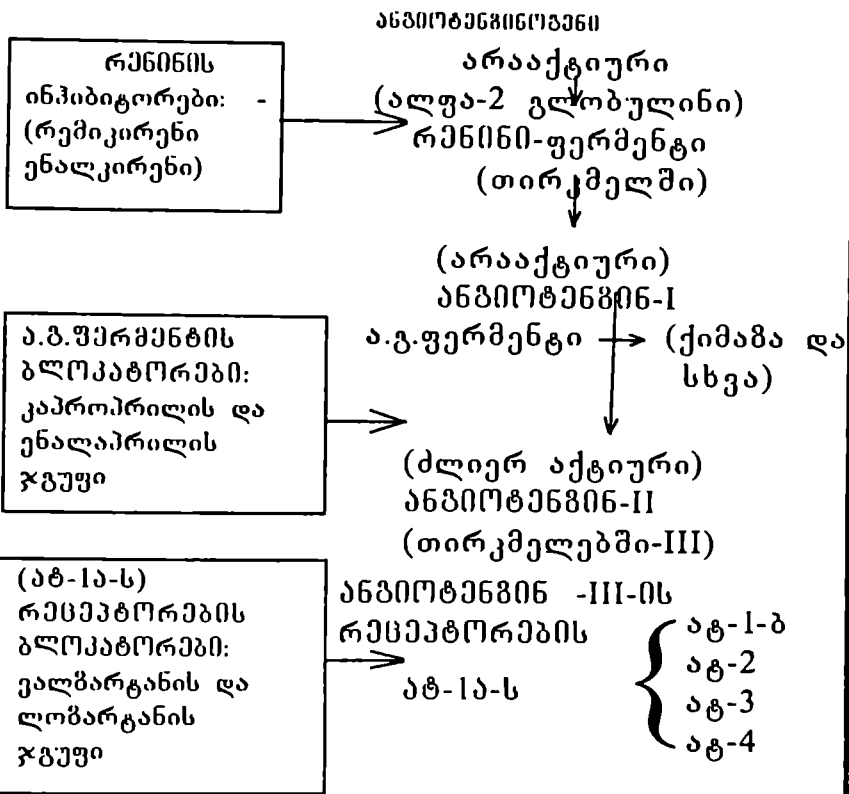 ანგიოტენზინოგენი
არააქტიური
(ალფა-2 გლობულინი)
რენინი-ფერმენტი
(თირკმელში)
რენინის
ინჰიბიტორები: -
(რემიკირენი
ენალკირენი)
(არააქტიური)
ანგიოტენზინ-I
ა.გ.ფერმენტი
(ქიმაზა და
სხვა)
ა.გ.ფერმენტის
ბლოკატორები:
კაპროპრილის და
ენალაპრილის
ჯგუფი
(ძლიერ აქტიური)
ანგიოტენზინ-II
(თირკმელებში-III)
(ატ-1ა-ს)
რეცეპტორების
ბლოკატორები:
ვალზარტანის და
ლოზარტანის
ჯგუფი
ანგიოტენზინ -III-ის
რეცეპტორების
ატ-1ა-ს
ატ-1-ბ
ატ-2
ატ-3
ატ-4